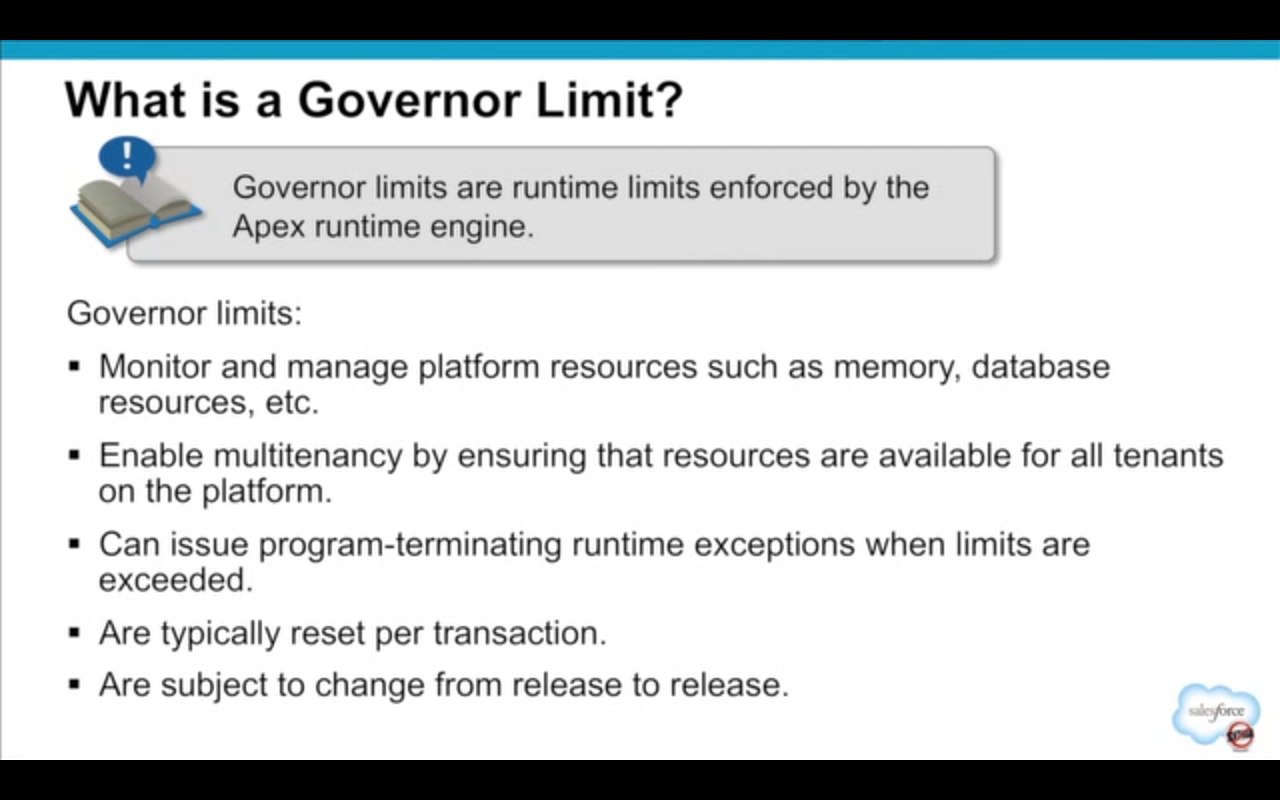 What is a Governor Limit?
!
Governor limits are runtime limits enforced by the
Apex runtime engine.
Governor limits:
▪ Monitor and manage platform resources such as memory, database
resources, etc.
▪ Enable multitenancy by ensuring that resources are available for all tenants
on the platform.
▪ Can issue program-terminating runtime exceptions when limits are
exceeded.
▪ Are typically reset per transaction.
▪ Are subject to change from release to release.
salesforce